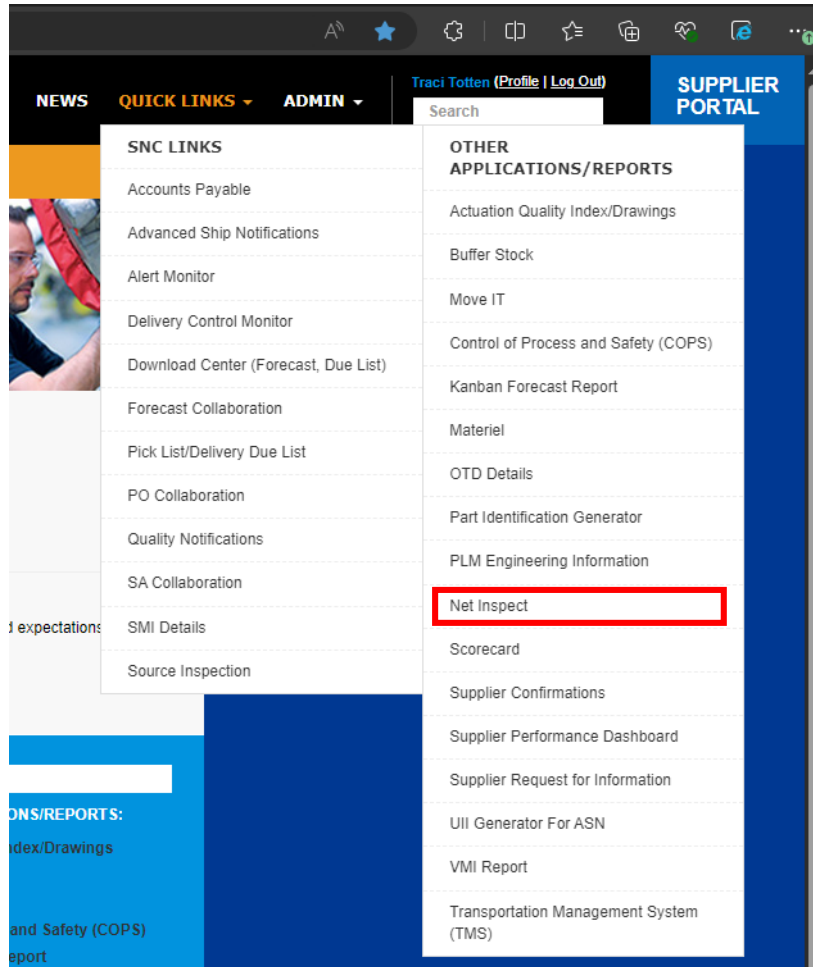 Traci Totten (Profile | Log Out)
NEWS QUICK LINKS ADMIN
Search
SUPPLIER
PORTAL
SNC LINKS
Accounts Payable
Advanced Ship Notifications
Alert Monitor
Delivery Control Monitor
Download Center (Forecast, Due List)
Forecast Collaboration
Pick List/Delivery Due List
PO Collaboration
Quality Notifications
SA Collaboration
SMI Details
Source Inspection
OTHER
APPLICATIONS/REPORTS
Actuation Quality Index/Drawings
Buffer Stock
Move IT
Control of Process and Safety (COPS)
Kanban Forecast Report
Materiel
OTD Details
Part Identification Generator
PLM Engineering Information
Net Inspect
Scorecard
Supplier Confirmations
Supplier Performance Dashboard
Supplier Request for Information
UII Generator For ASN
VMI Report
Transportation Management System
(TMS)
expectations
ONS/REPORTS:
dex/Drawings
and Safety (COPS)
eport